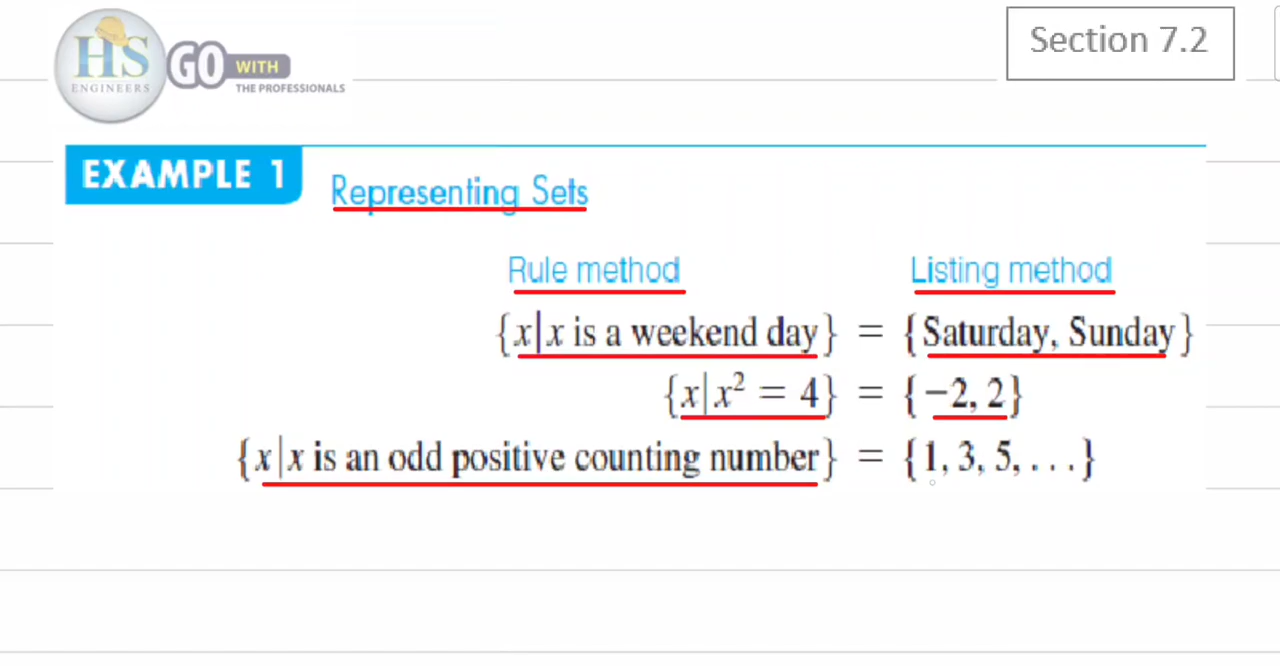 HS
ENGINEERS
GO WITH
THE PROFESSIONALS
Section 7.2
EXAMPLE 1
Representing Sets
Rule method Listing method
{x|x is a weekend day} = {Saturday, Sunday}
{x|x² = 4} = {−2, 2}
{x|x is an odd positive counting number} = {1, 3, 5, . . .}